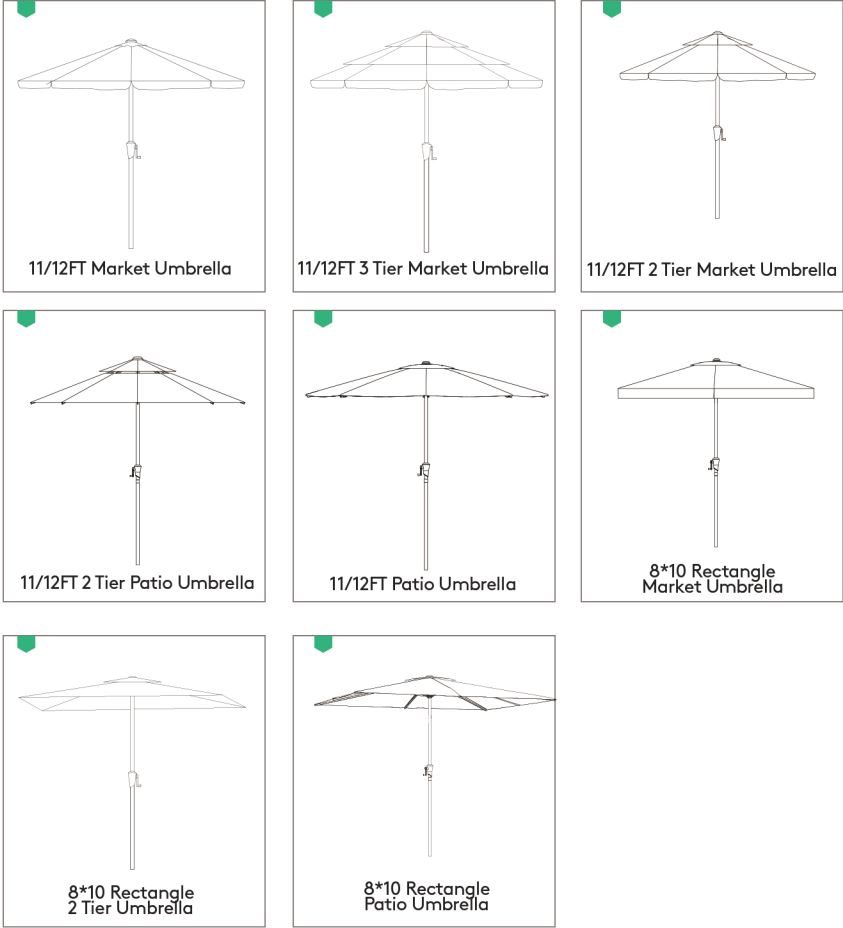 11/12FT Market Umbrella
11/12FT 3 Tier Market Umbrella
11/12FT 2 Tier Market Umbrella
11/12FT 2 Tier Patio Umbrella
11/12FT Patio Umbrella
8*10 Rectangle
Market Umbrella
8*10 Rectangle
2 Tier Umbrella
8*10 Rectangle
Patio Umbrella